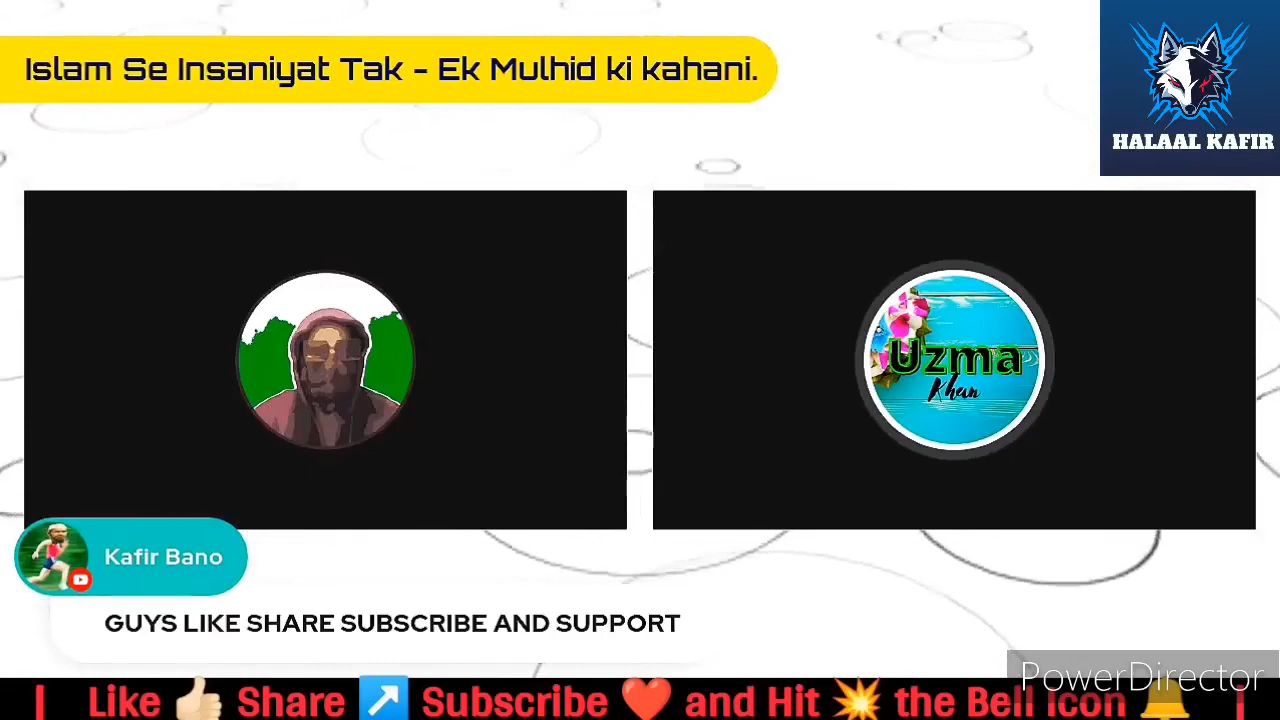 Islam Se Insaniyat Tak - Ek Mulhid ki kahani.
HALAAL KAFIR
Uzma
Khan
Kafir Bano
GUYS LIKE SHARE SUBSCRIBE AND SUPPORT
PowerDirector
| Like 👍🏻 Share ↗️ Subscribe ❤️ and Hit 💥 the Bell Icon 🔔 |